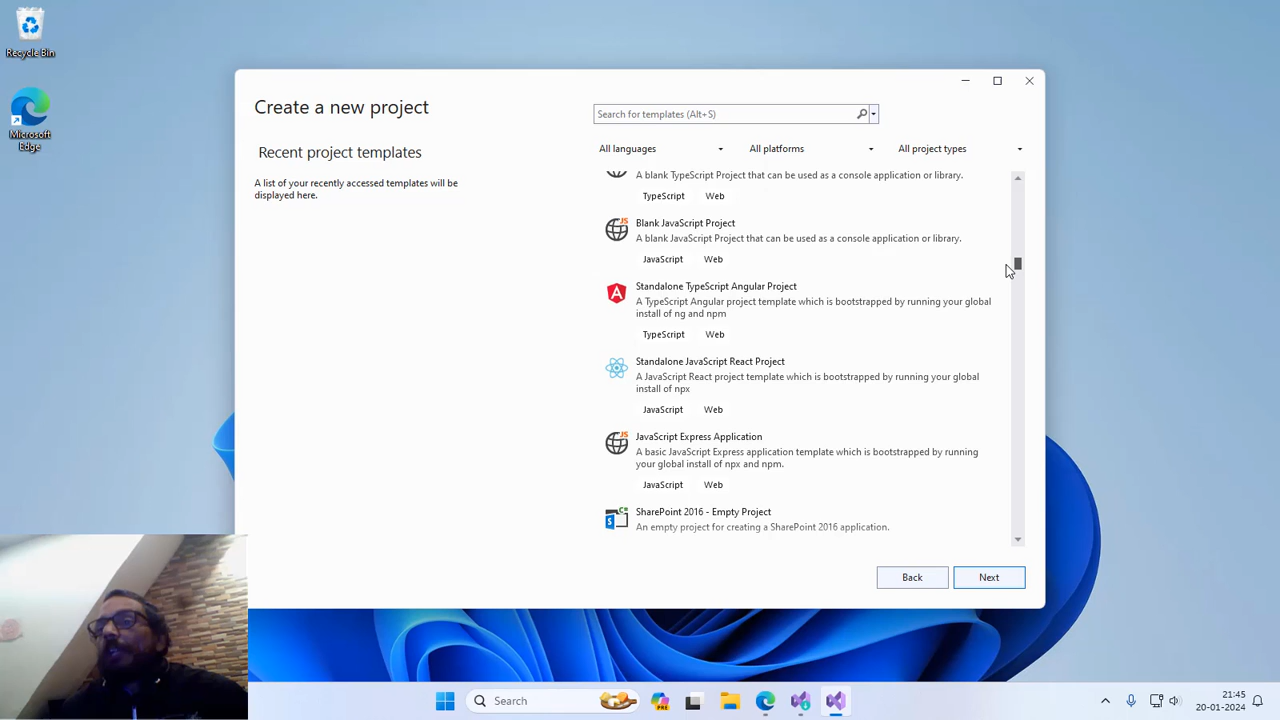 Recycle Bin
Microsoft
Edge
Create a new project
Search for templates (Alt+S)
Recent project templates
All languages
All platforms
All project types
A list of your recently accessed templates will be
displayed here.
A blank TypeScript Project that can be used as a console application or library.
TypeScript Web
Blank JavaScript Project
A blank JavaScript Project that can be used as a console application or library.
JavaScript Web
Standalone TypeScript Angular Project
A TypeScript Angular project template which is bootstrapped by running your global
install of ng and npm
TypeScript Web
Standalone JavaScript React Project
A JavaScript React project template which is bootstrapped by running your global
install of npx
JavaScript Web
JavaScript Express Application
A basic JavaScript Express application template which is bootstrapped by running
your global install of npx and npm.
JavaScript Web
SharePoint 2016 - Empty Project
An empty project for creating a SharePoint 2016 application.
Back
Next
Search
21:45
20-01-2024